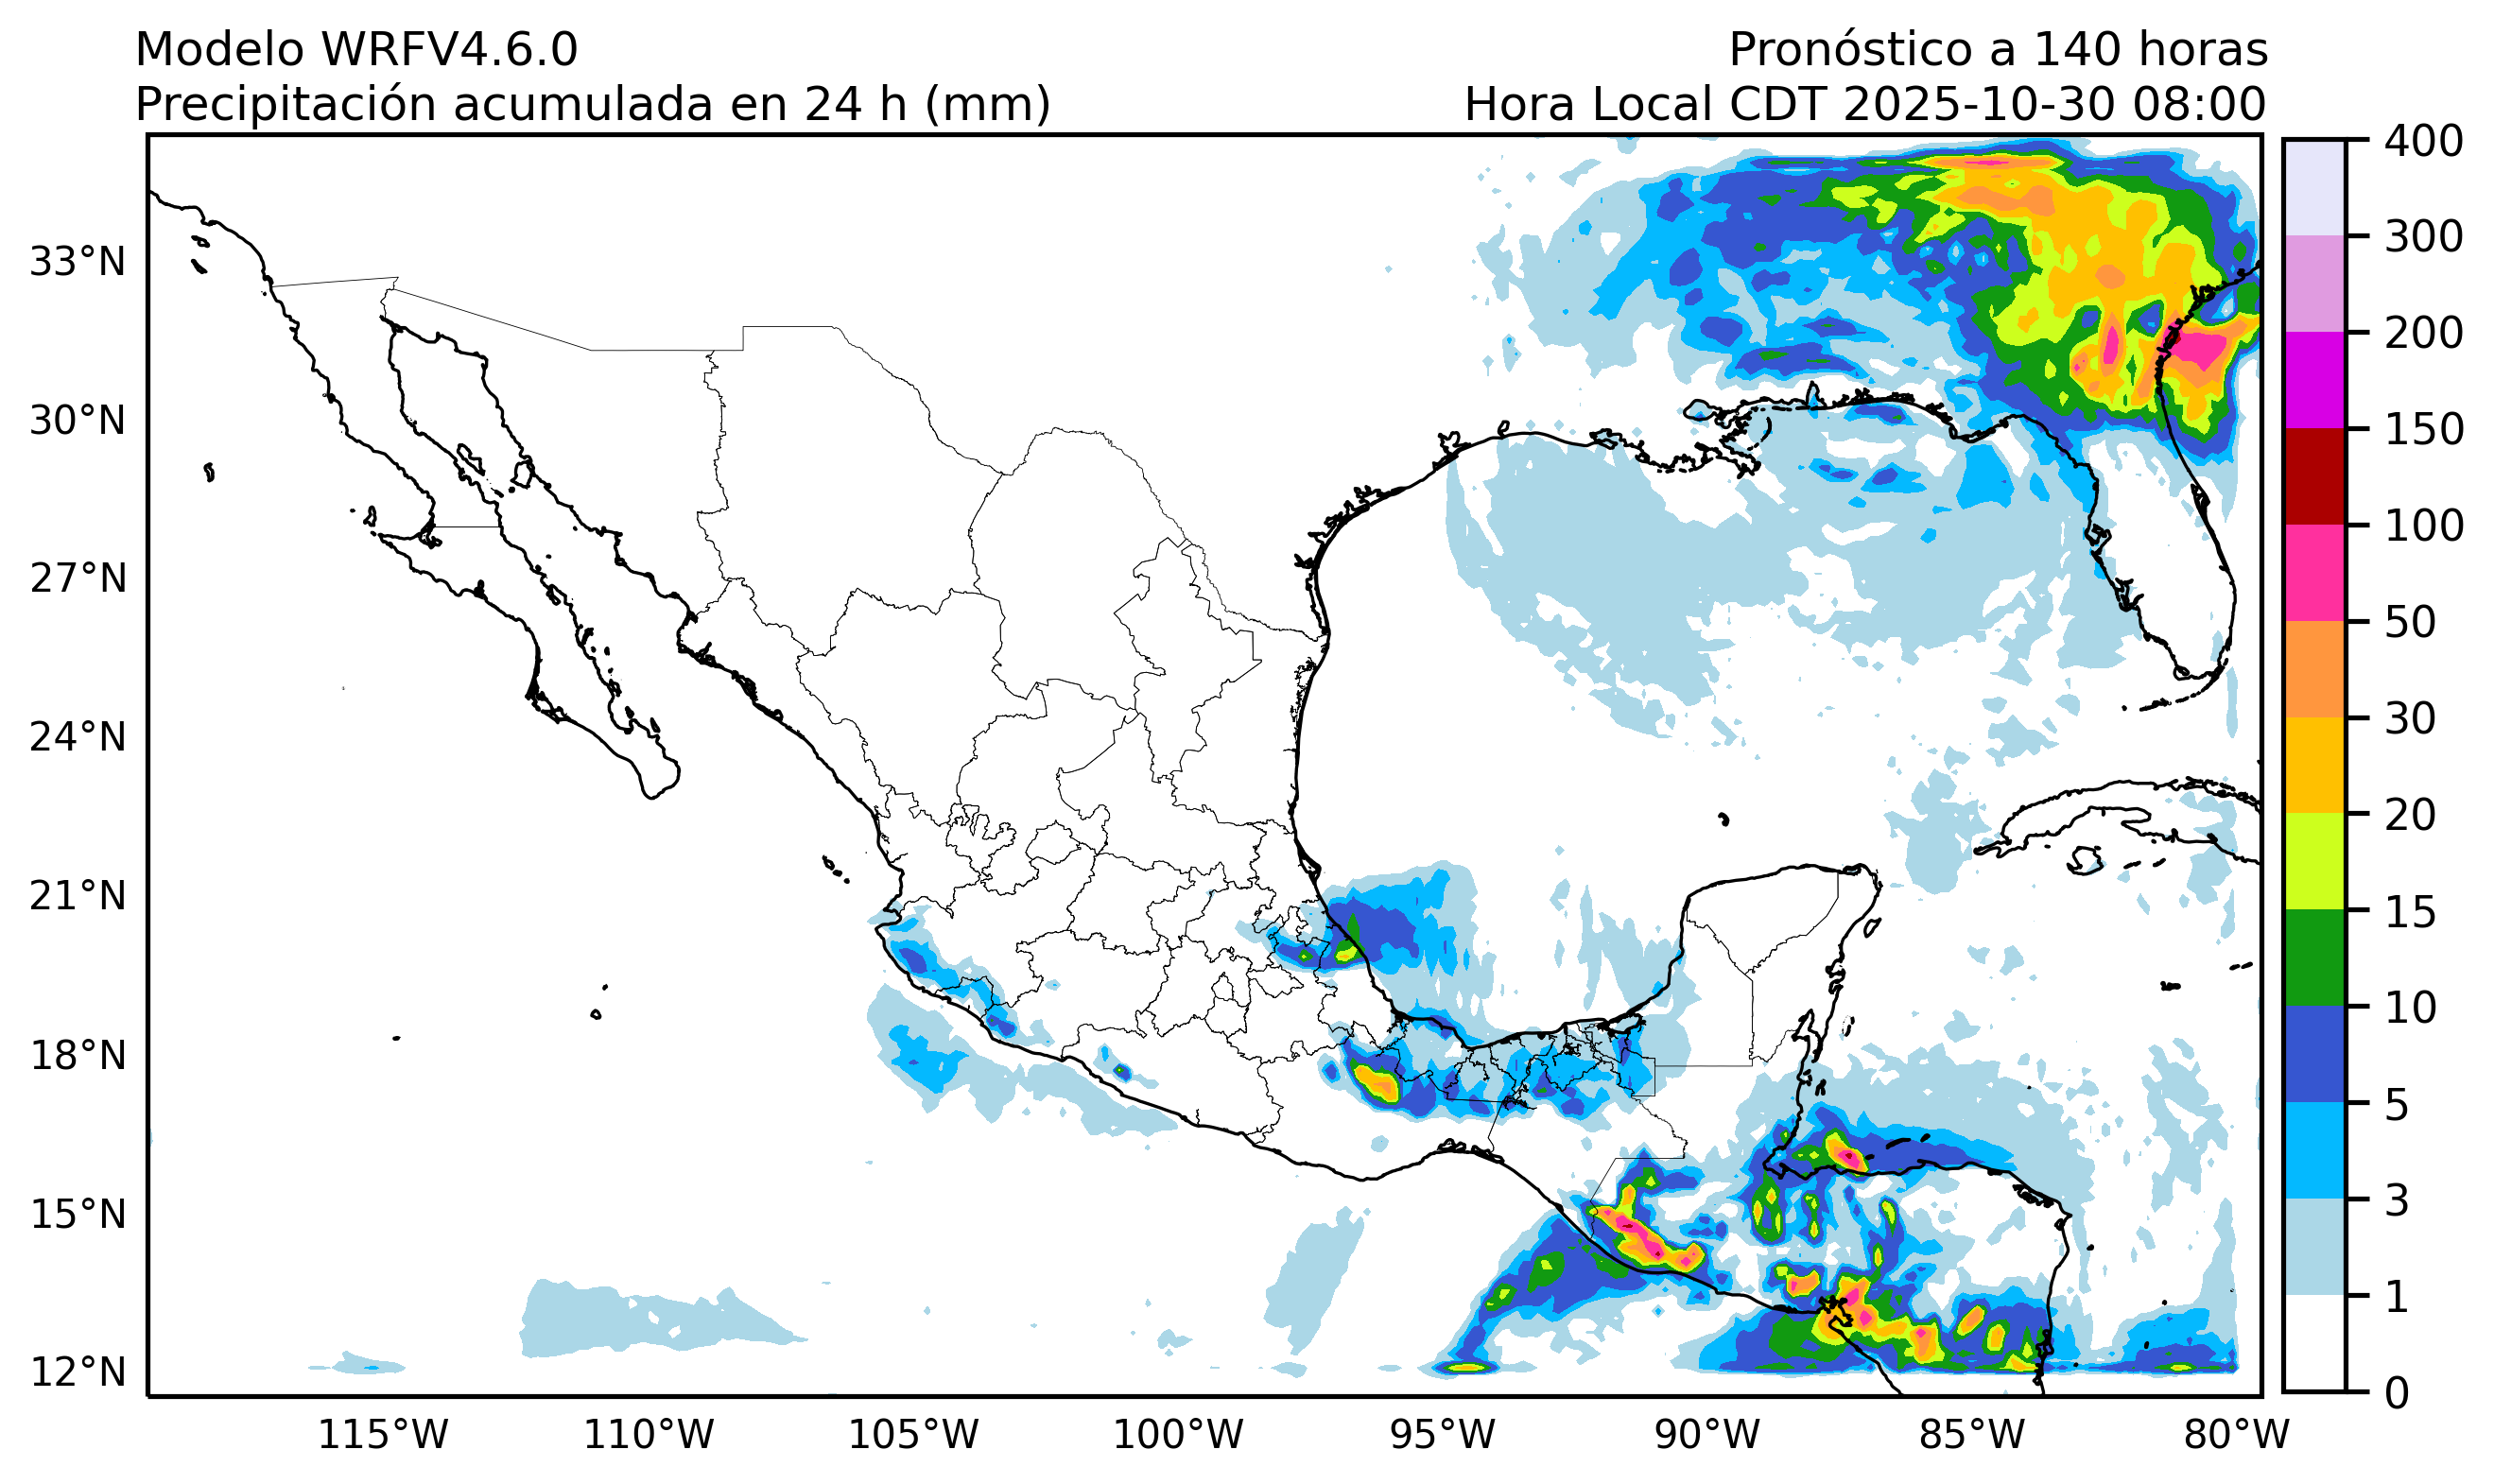 Modelo WRFV4.6.0
Pronóstico a 140 horas
Precipitación acumulada en 24 h (mm)
Hora Local CDT 2025-10-30 08:00
400
300
200
150
100
50
30
20
15
10
5
3
1
0
33°N
30°N
27°N
24°N
21°N
18°N
15°N
12°N
115°W
110°W
105°W
100°W
95°W
90°W
85°W
80°W